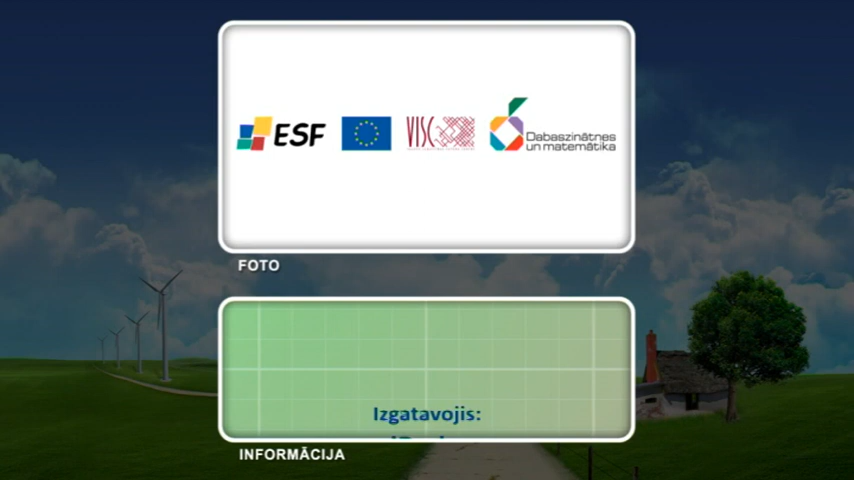 ESF
VISC
Dabaszinātnes
un matemātika
FOTO
Izgatavojis:
INFORMĀCIJA